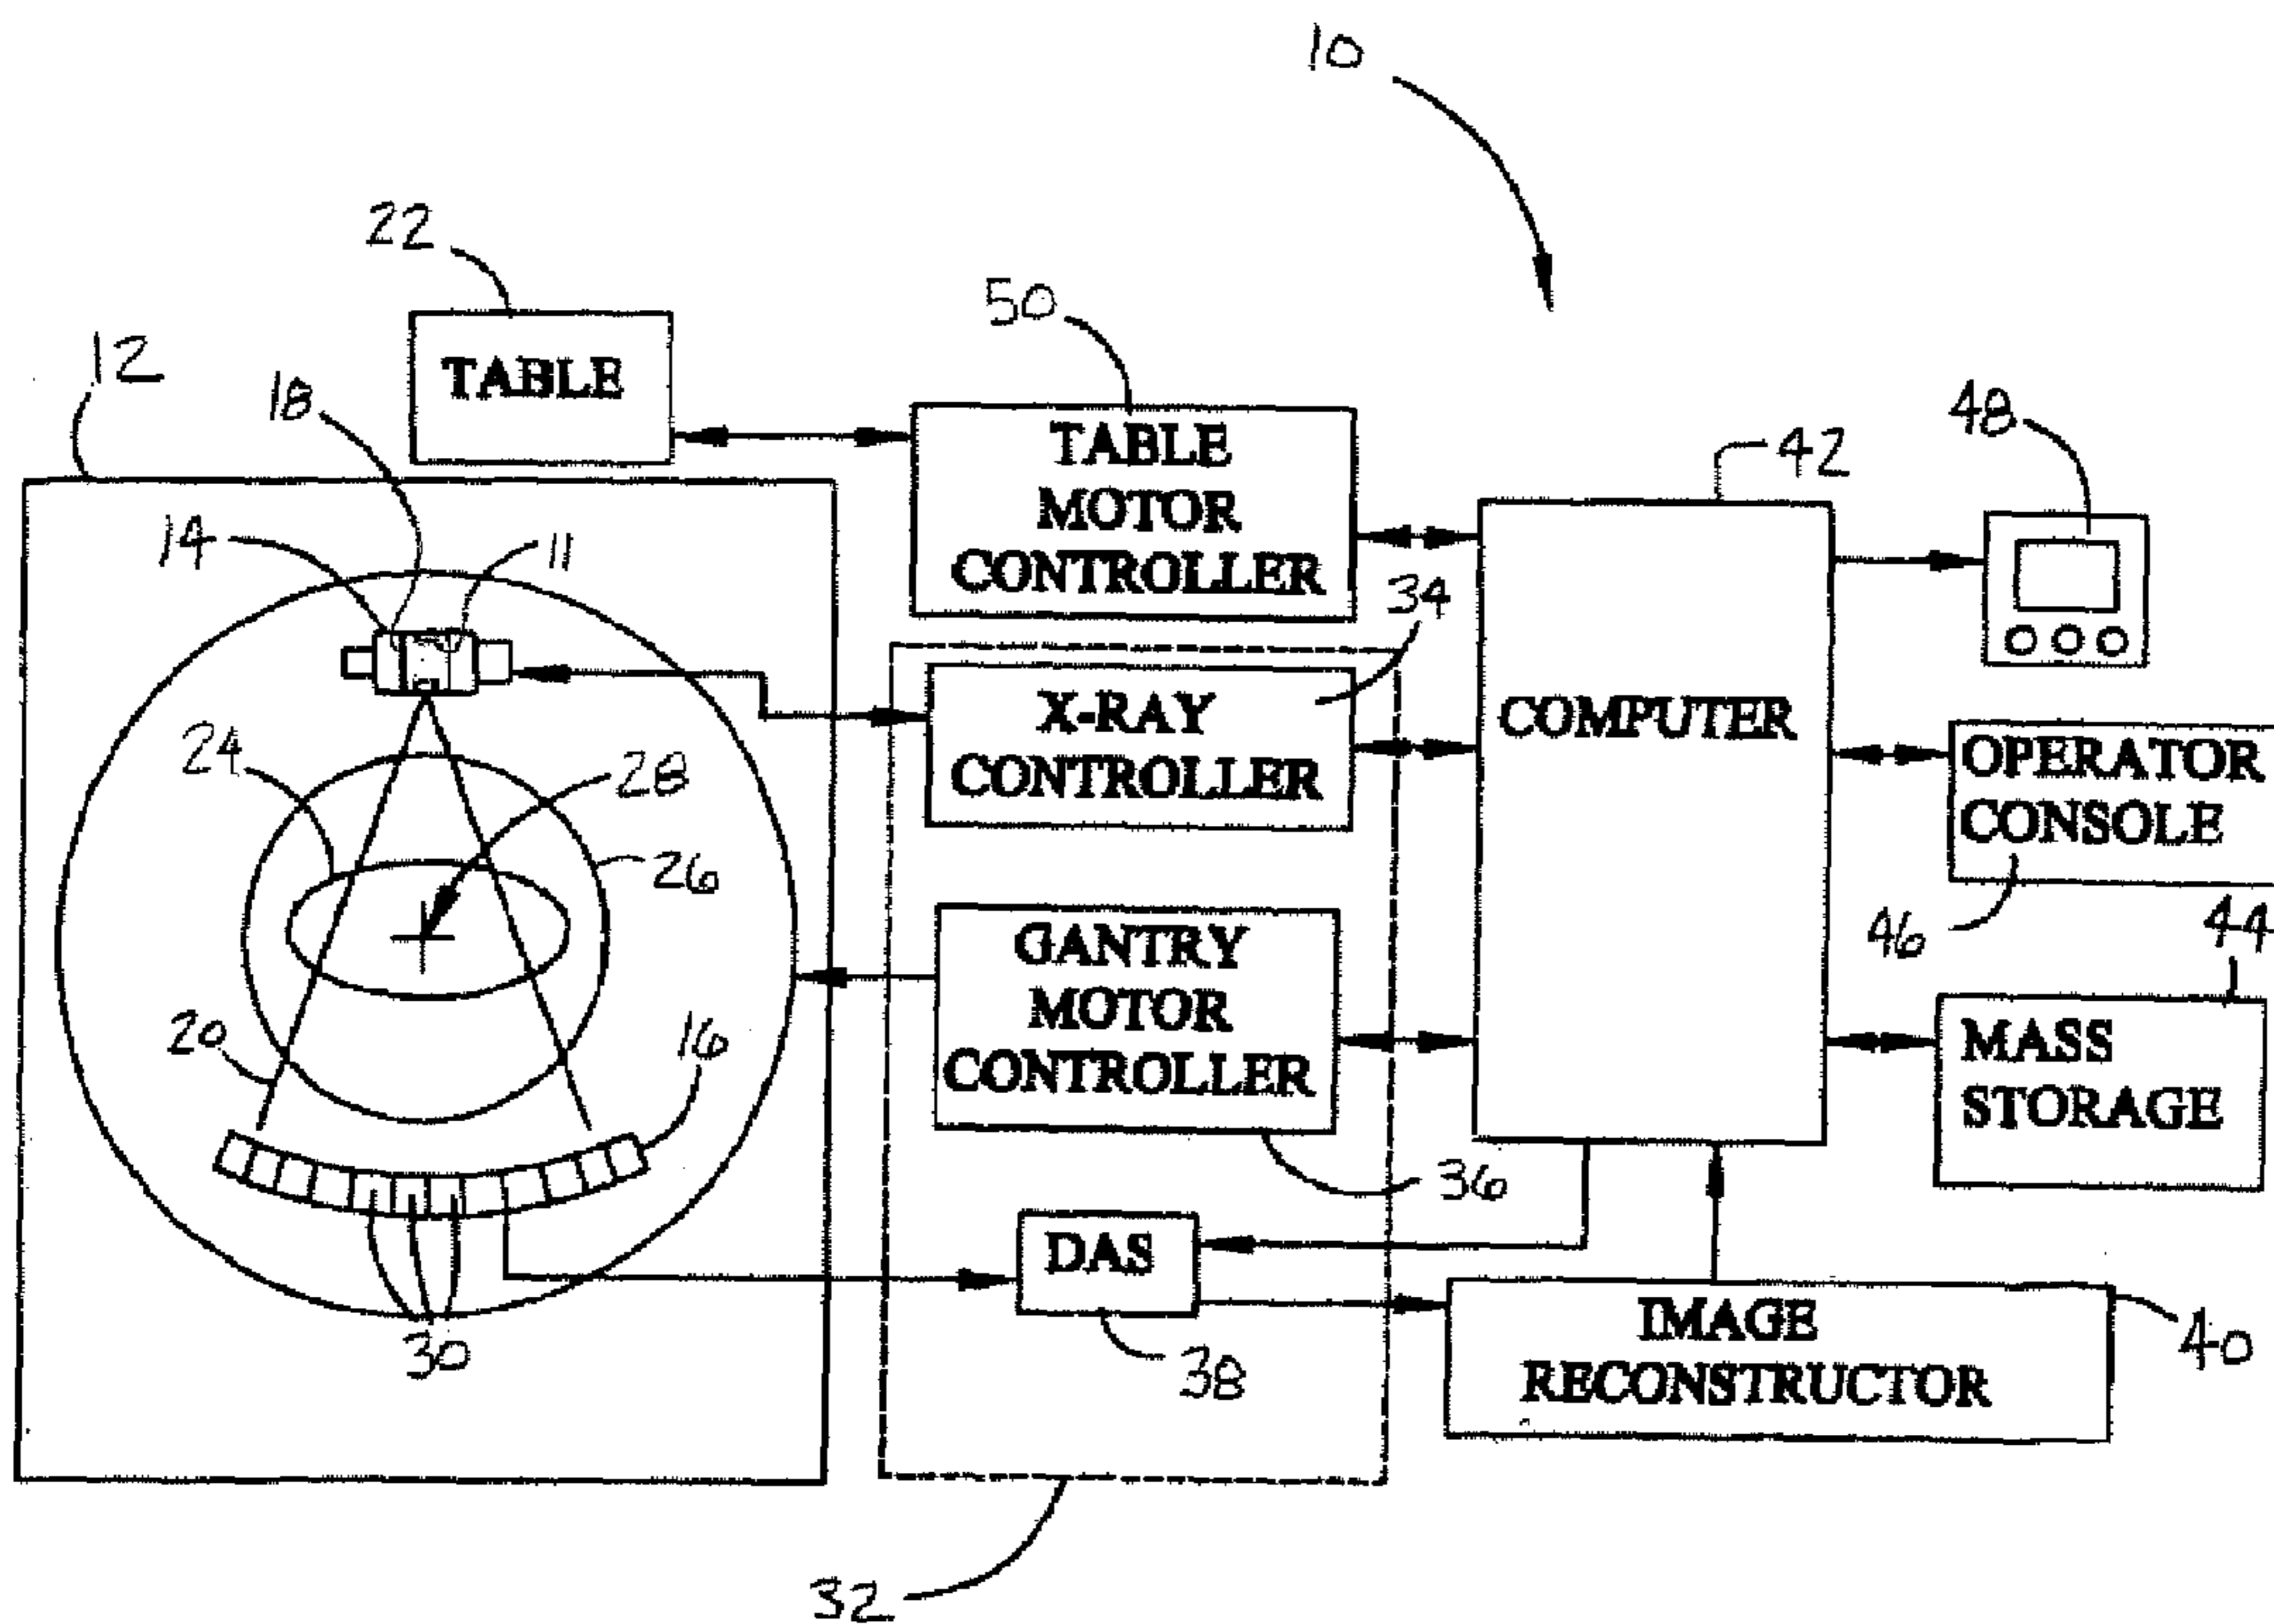 10
22
TABLE
50
12
18
TABLE
MOTOR
CONTROLLER
42
48
14
11
34
X-RAY
CONTROLLER
COMPUTER
OPERATOR
CONSOLE
24
28
26
46
44
GANTRY
MOTOR
CONTROLLER
20
16
MASS
STORAGE
36
DAS
30
38
IMAGE
RECONSTRUCTOR
40
32